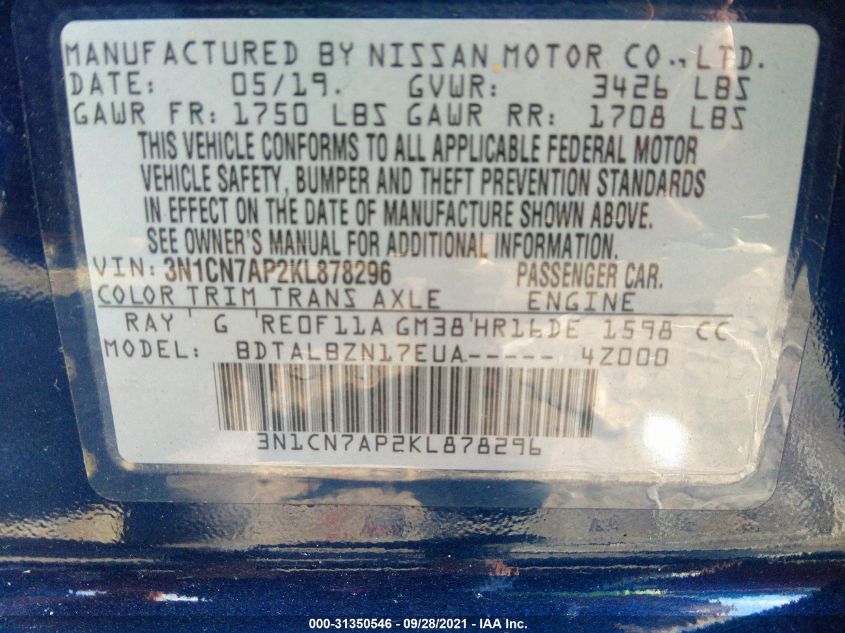 MANUFACTURED BY NISSAN MOTOR CO., LTD.
DATE: 05/19. GVWR: 3426 LBS
GAWR FR: 1750 LBS GAWR RR: 1708 LBS
THIS VEHICLE CONFORMS TO ALL APPLICABLE FEDERAL MOTOR
VEHICLE SAFETY, BUMPER AND THEFT PREVENTION STANDARDS
IN EFFECT ON THE DATE OF MANUFACTURE SHOWN ABOVE.
SEE OWNER'S MANUAL FOR ADDITIONAL INFORMATION.
VIN: 3N1CN7AP2KL878296 PASSENGER CAR.
COLOR TRIM TRANS AXLE ENGINE
RAY G RE0F11A GM38 HR16DE 1598 CC
MODEL: BDTALBZN17EUA----- 4Z000
3N1CN7AP2KL878296
000-31350546 - 09/28/2021 - IAA Inc.